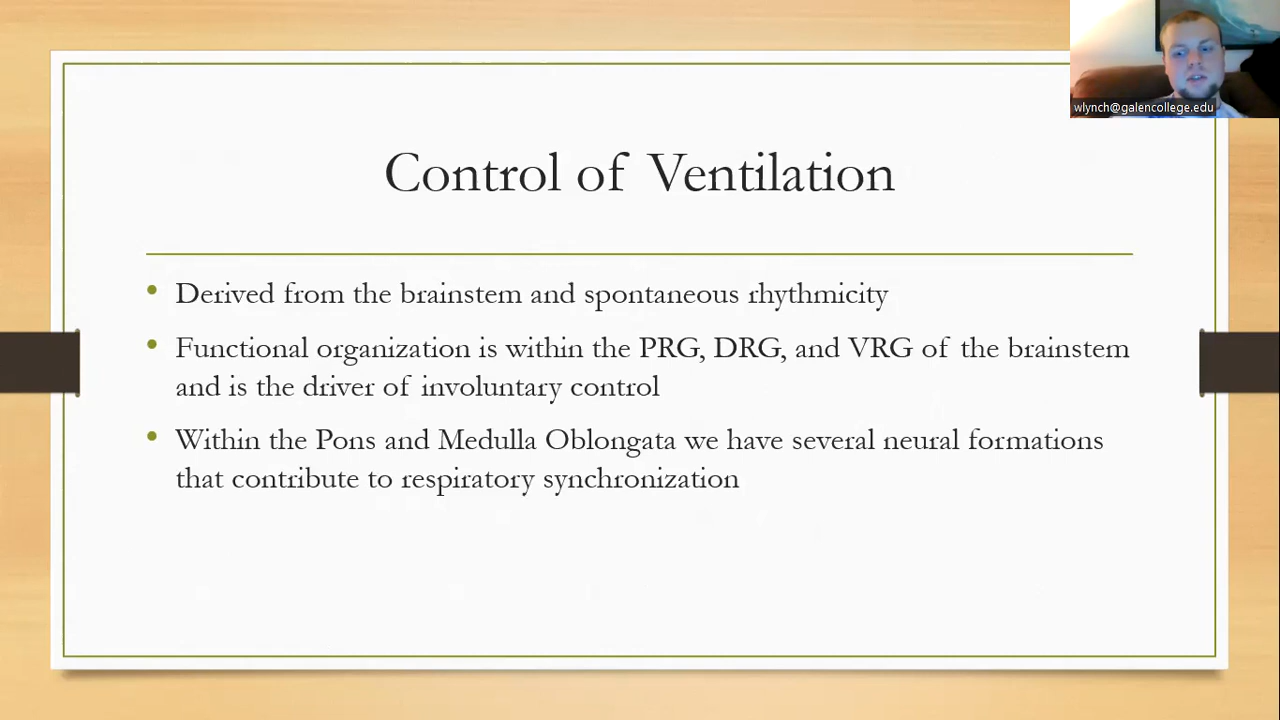 wlynch@galencollege.edu
Control of Ventilation
• Derived from the brainstem and spontaneous rhythmicity
• Functional organization is within the PRG, DRG, and VRG of the brainstem
and is the driver of involuntary control
• Within the Pons and Medulla Oblongata we have several neural formations
that contribute to respiratory synchronization